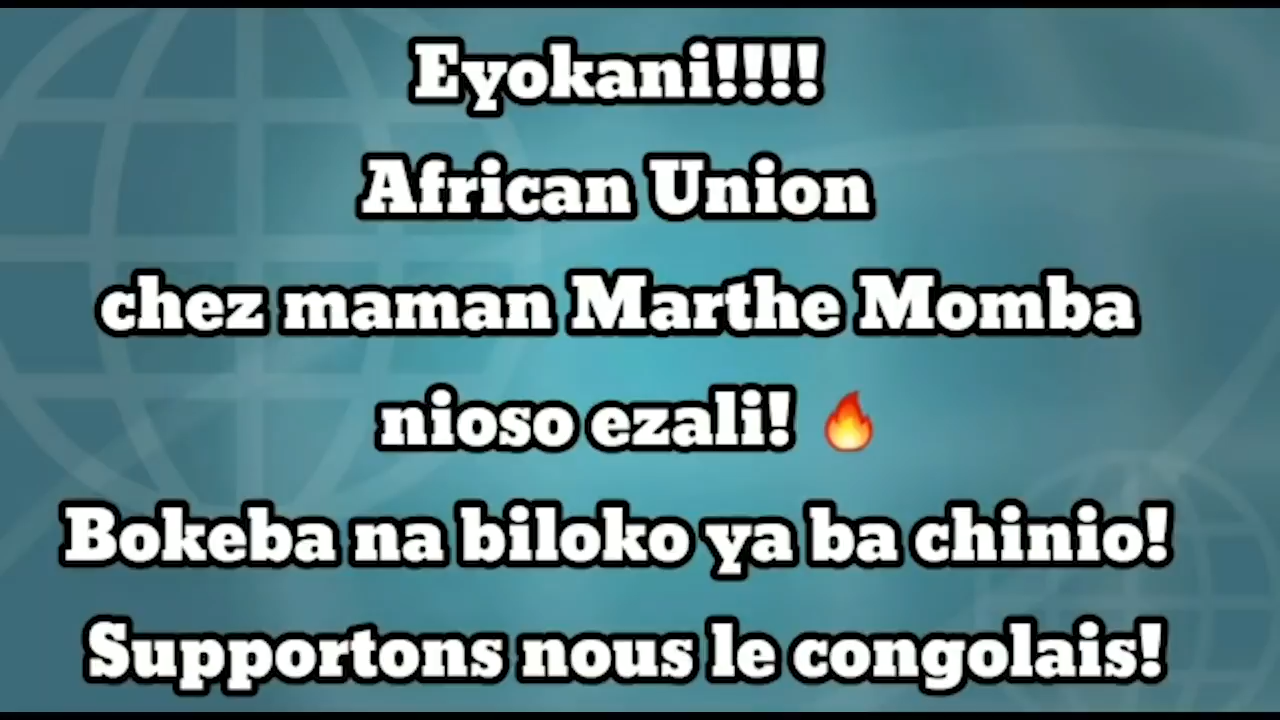 Eyokani!!!!
African Union
chez maman Marthe Momba
nioso ezali! 🔥
Bokeba na biloko ya ba chinio!
Supportons nous le congolais!